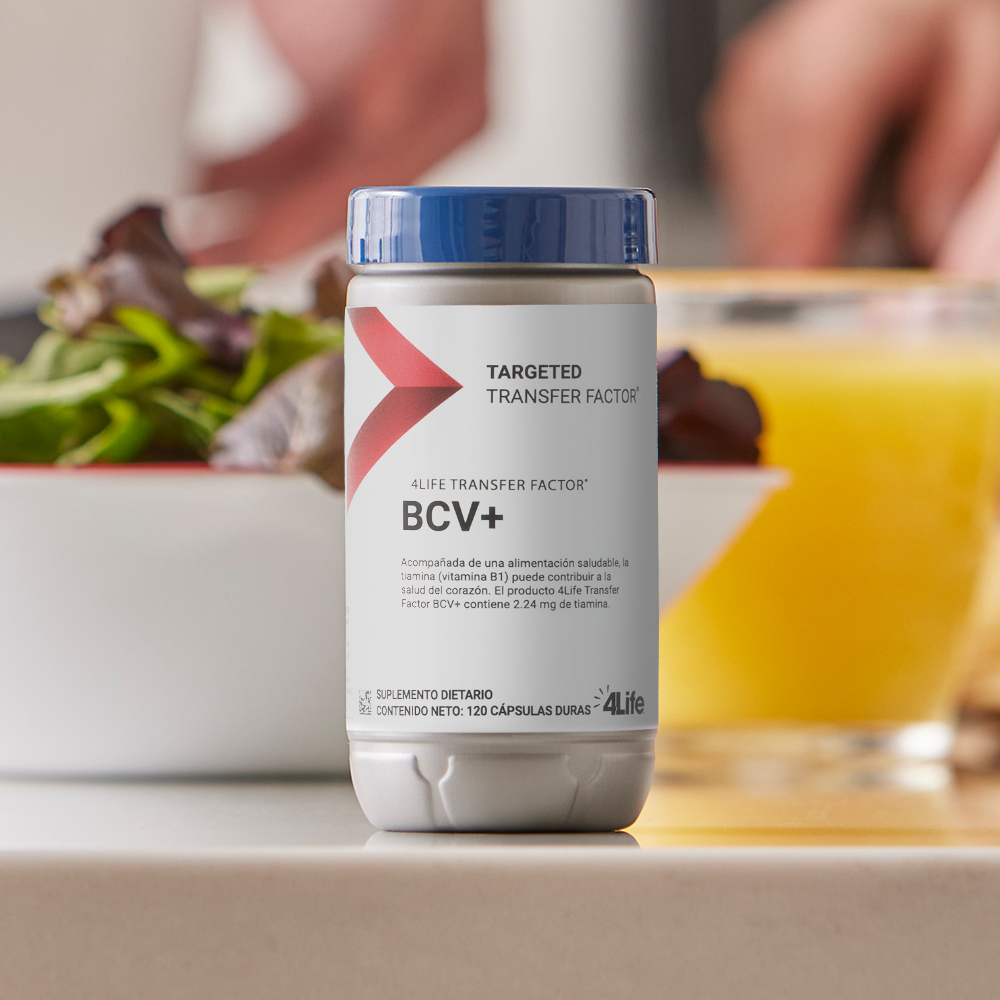 TARGETED
TRANSFER FACTOR®
4LIFE TRANSFER FACTOR®
BCV+
Acompañada de una alimentación saludable, la
tiamina (vitamina B1) puede contribuir a la
salud del corazón. El producto 4Life Transfer
Factor BCV+ contiene 2.24 mg de tiamina.
SUPLEMENTO DIETARIO
CONTENIDO NETO: 120 CÁPSULAS DURAS
4Life